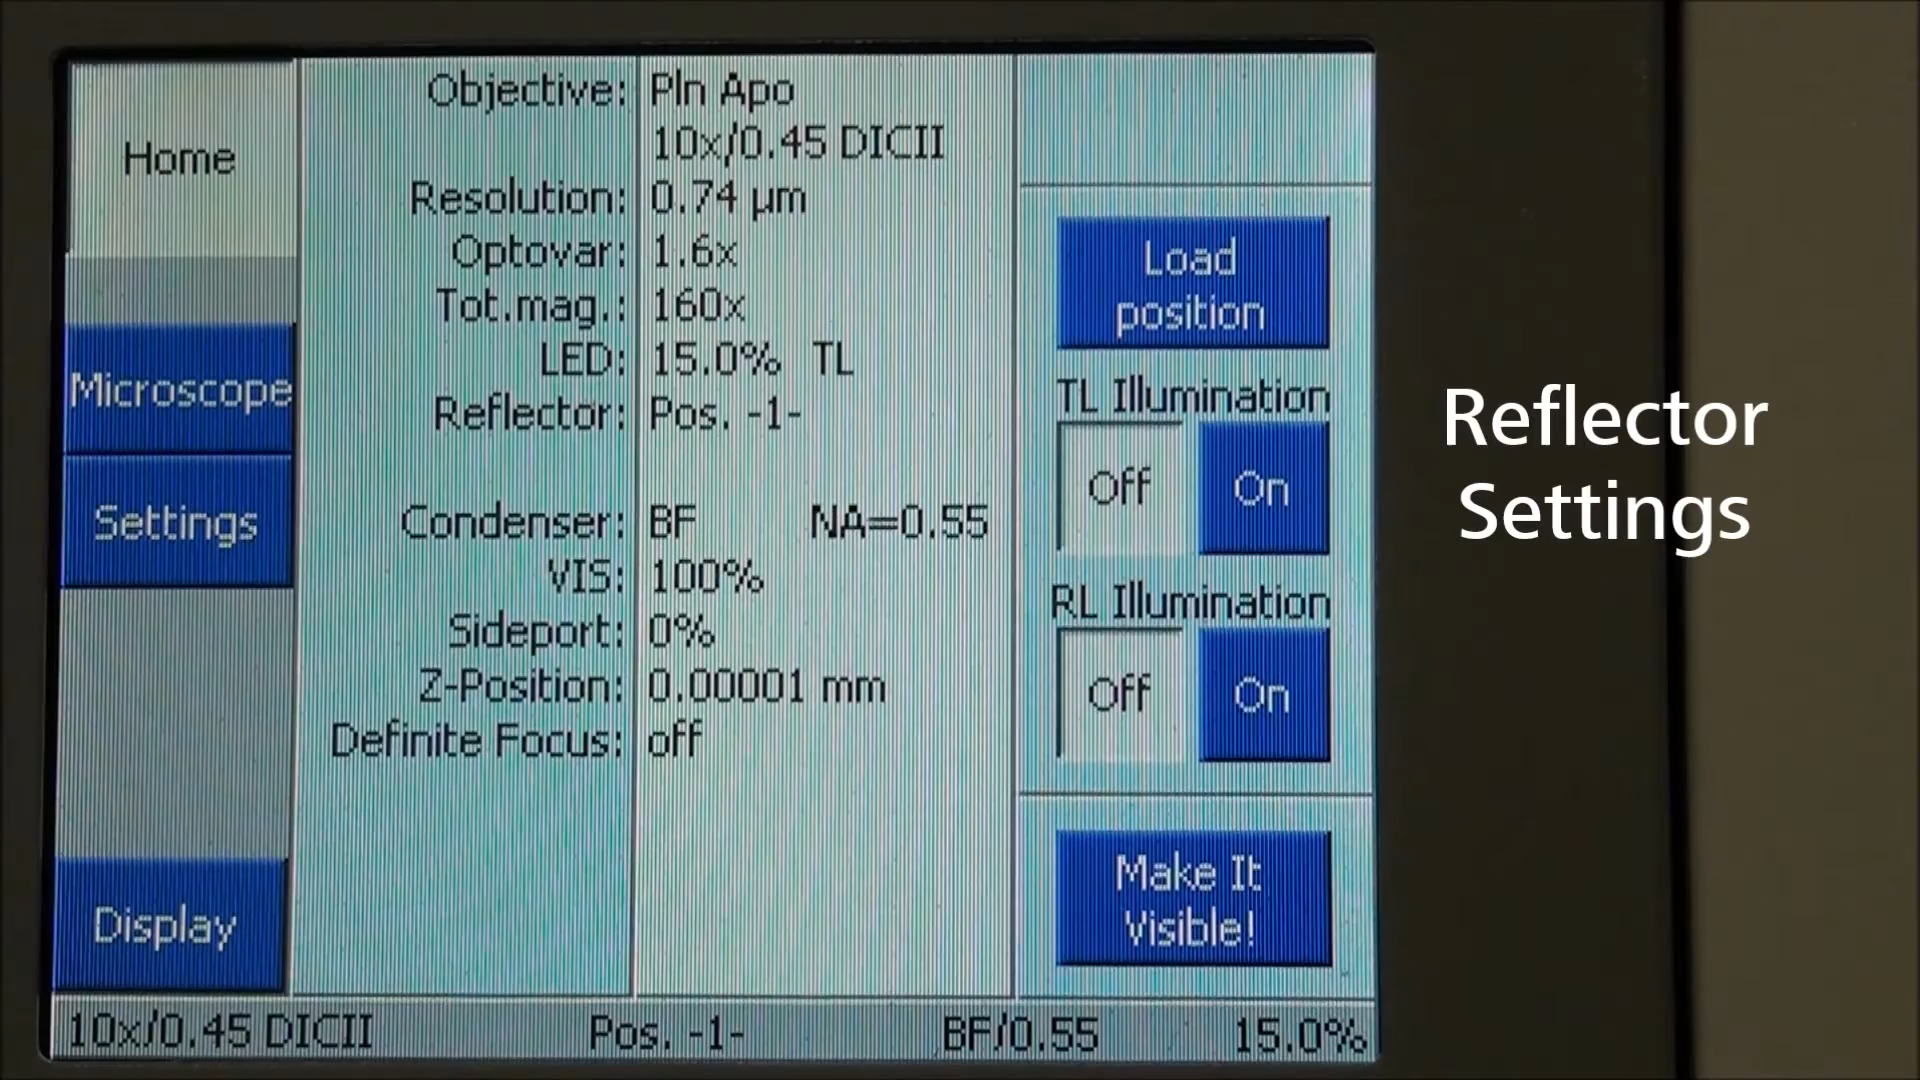 Home
Microscope
Settings
Display
Objective: Pln Apo
10x/0.45 DICII
Resolution: 0.74 µm
Optovar: 1.6x
Tot.mag.: 160x
LED: 15.0% TL
Reflector: Pos. -1-
Condenser: BF NA=0.55
VIS: 100%
Sideport: 0%
Z-Position: 0.00001 mm
Definite Focus: off
Load
position
TL Illumination
Off On
RL Illumination
Off On
Make It
Visible!
10x/0.45 DICII Pos. -1- BF/0.55 15.0%
Reflector
Settings